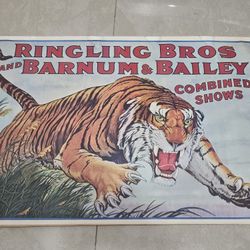 RINGLING BROS
AND BARNUM & BAILEY
COMBINED
SHOWS